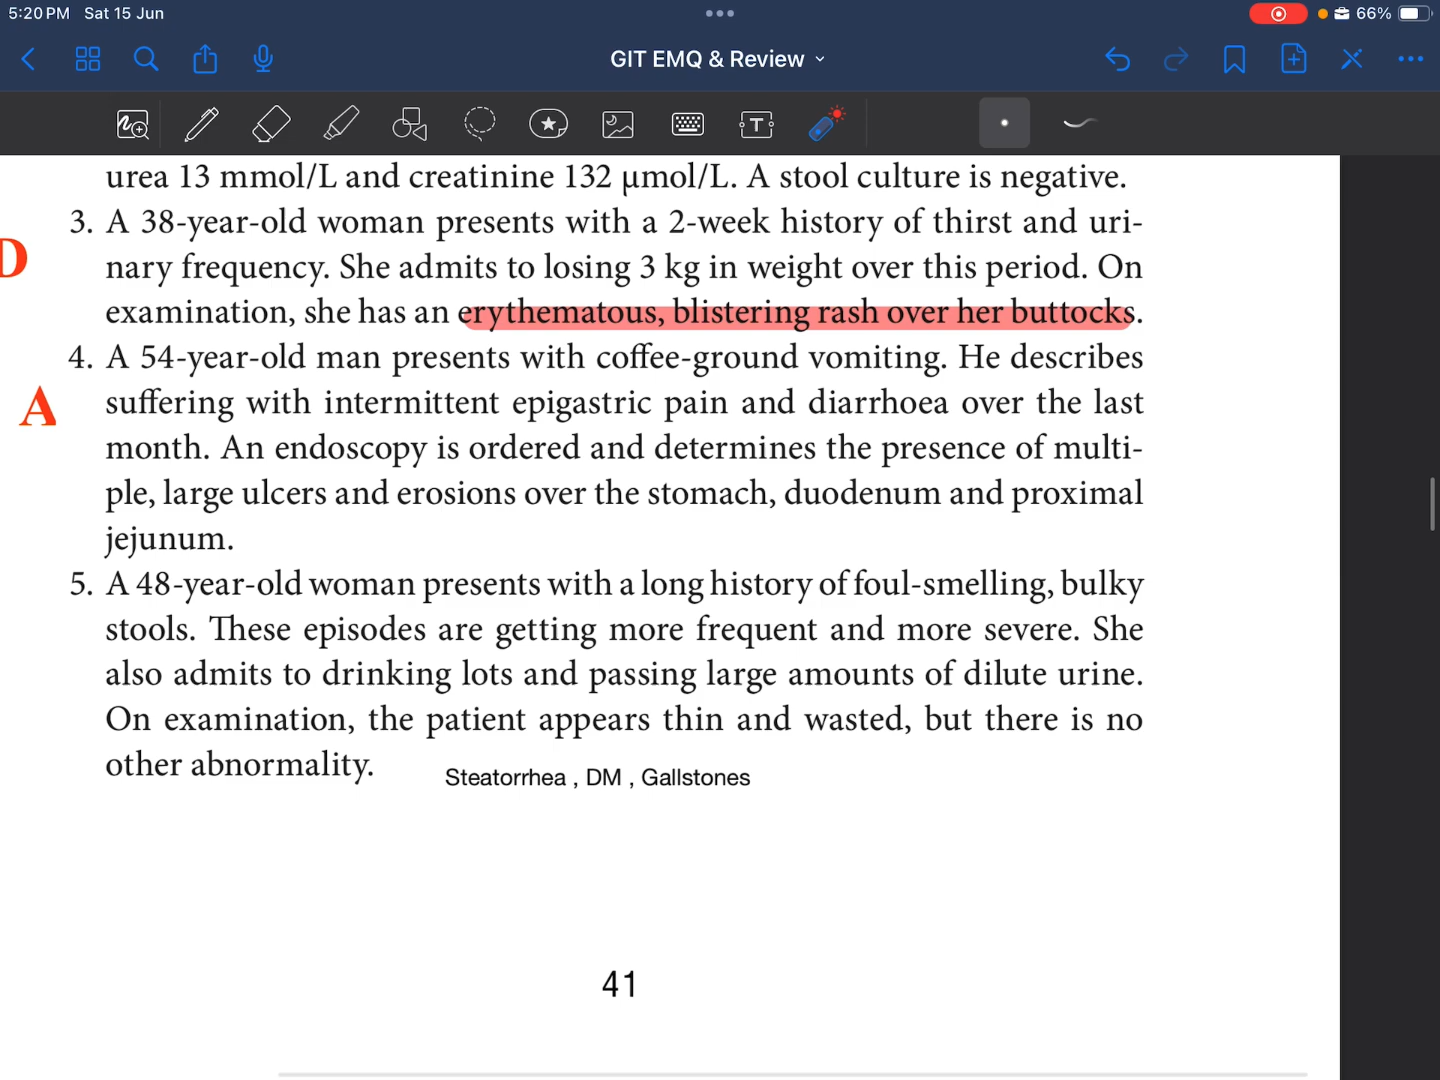 5:20 PM Sat 15 Jun
66%
GIT EMQ & Review
T
urea 13 mmol/L and creatinine 132 μmol/L. A stool culture is negative.
3. A 38-year-old woman presents with a 2-week history of thirst and uri-
D
nary frequency. She admits to losing 3 kg in weight over this period. On
examination, she has an erythematous, blistering rash over her buttocks.
4. A 54-year-old man presents with coffee-ground vomiting. He describes
A
suffering with intermittent epigastric pain and diarrhoea over the last
month. An endoscopy is ordered and determines the presence of multi-
ple, large ulcers and erosions over the stomach, duodenum and proximal
jejunum.
5. A 48-year-old woman presents with a long history of foul-smelling, bulky
stools. These episodes are getting more frequent and more severe. She
also admits to drinking lots and passing large amounts of dilute urine.
On examination, the patient appears thin and wasted, but there is no
other abnormality.
Steatorrhea , DM , Gallstones
41